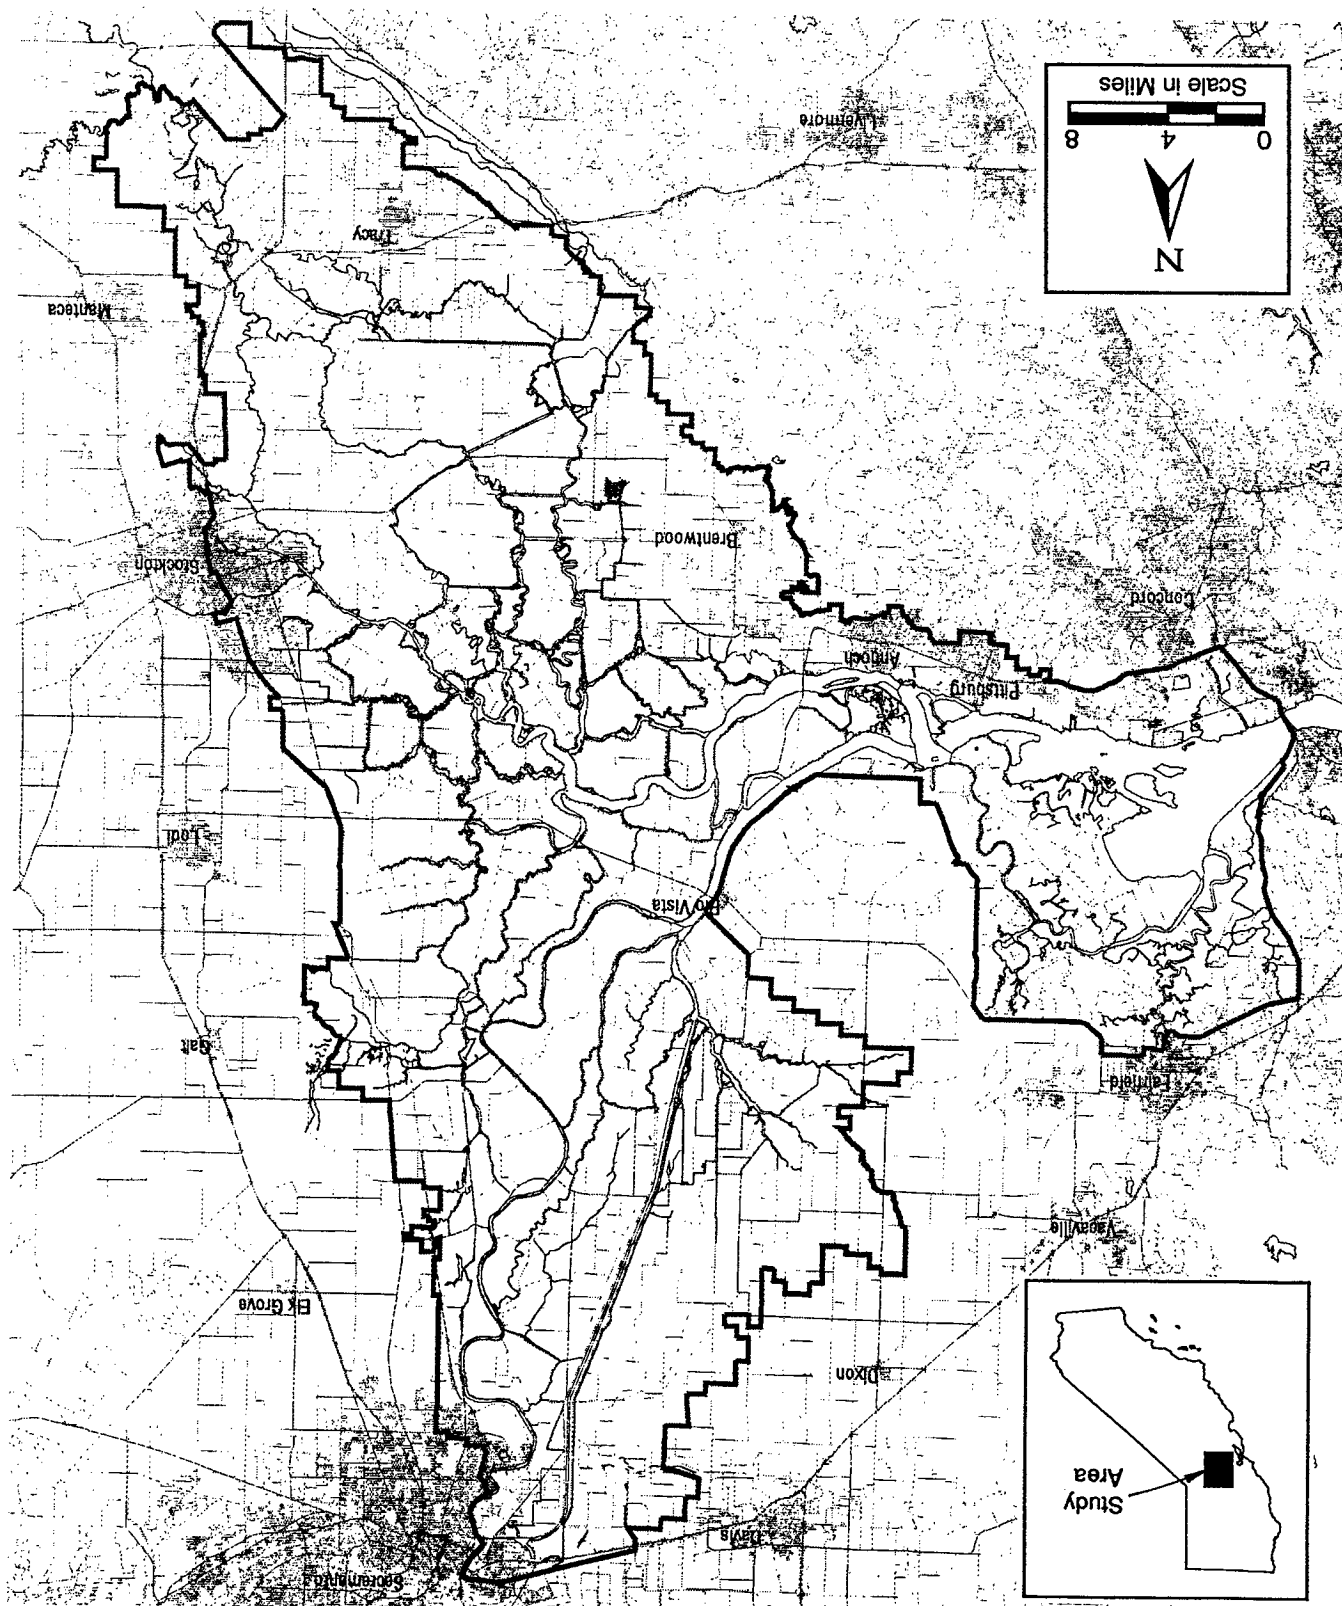 Study
Area
Sacramento
Davis
Dixon
Elk Grove
Vacaville
Fairfield
Galt
Rio Vista
Lodi
Pittsburg
Antioch
Concord
Stockton
Brentwood
Manteca
Tracy
Livermore
N
0 4 8
Scale in Miles